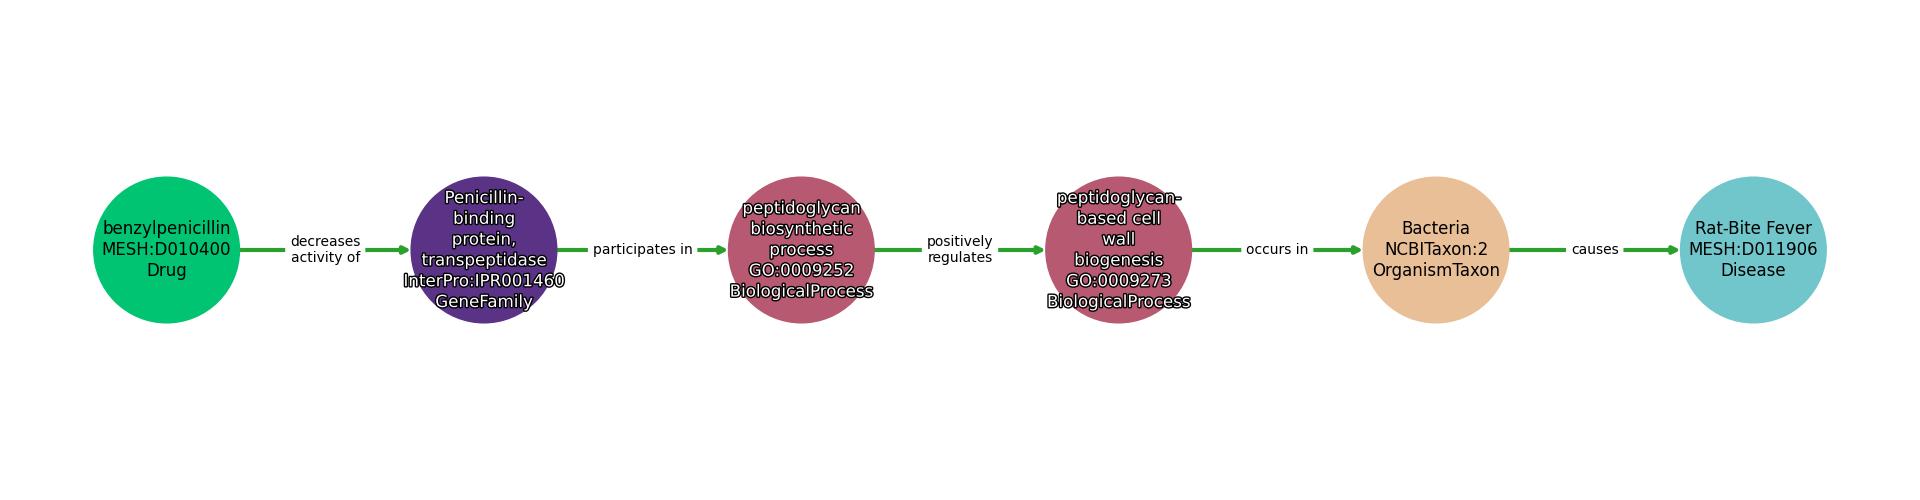 benzylpenicillin
MESH:D010400
Drug
decreases
activity of
Penicillin-
binding
protein,
transpeptidase
InterPro:IPR001460
GeneFamily
participates in
peptidoglycan
biosynthetic
process
GO:0009252
BiologicalProcess
positively
regulates
peptidoglycan-
based cell
wall
biogenesis
GO:0009273
BiologicalProcess
occurs in
Bacteria
NCBITaxon:2
OrganismTaxon
causes
Rat-Bite Fever
MESH:D011906
Disease